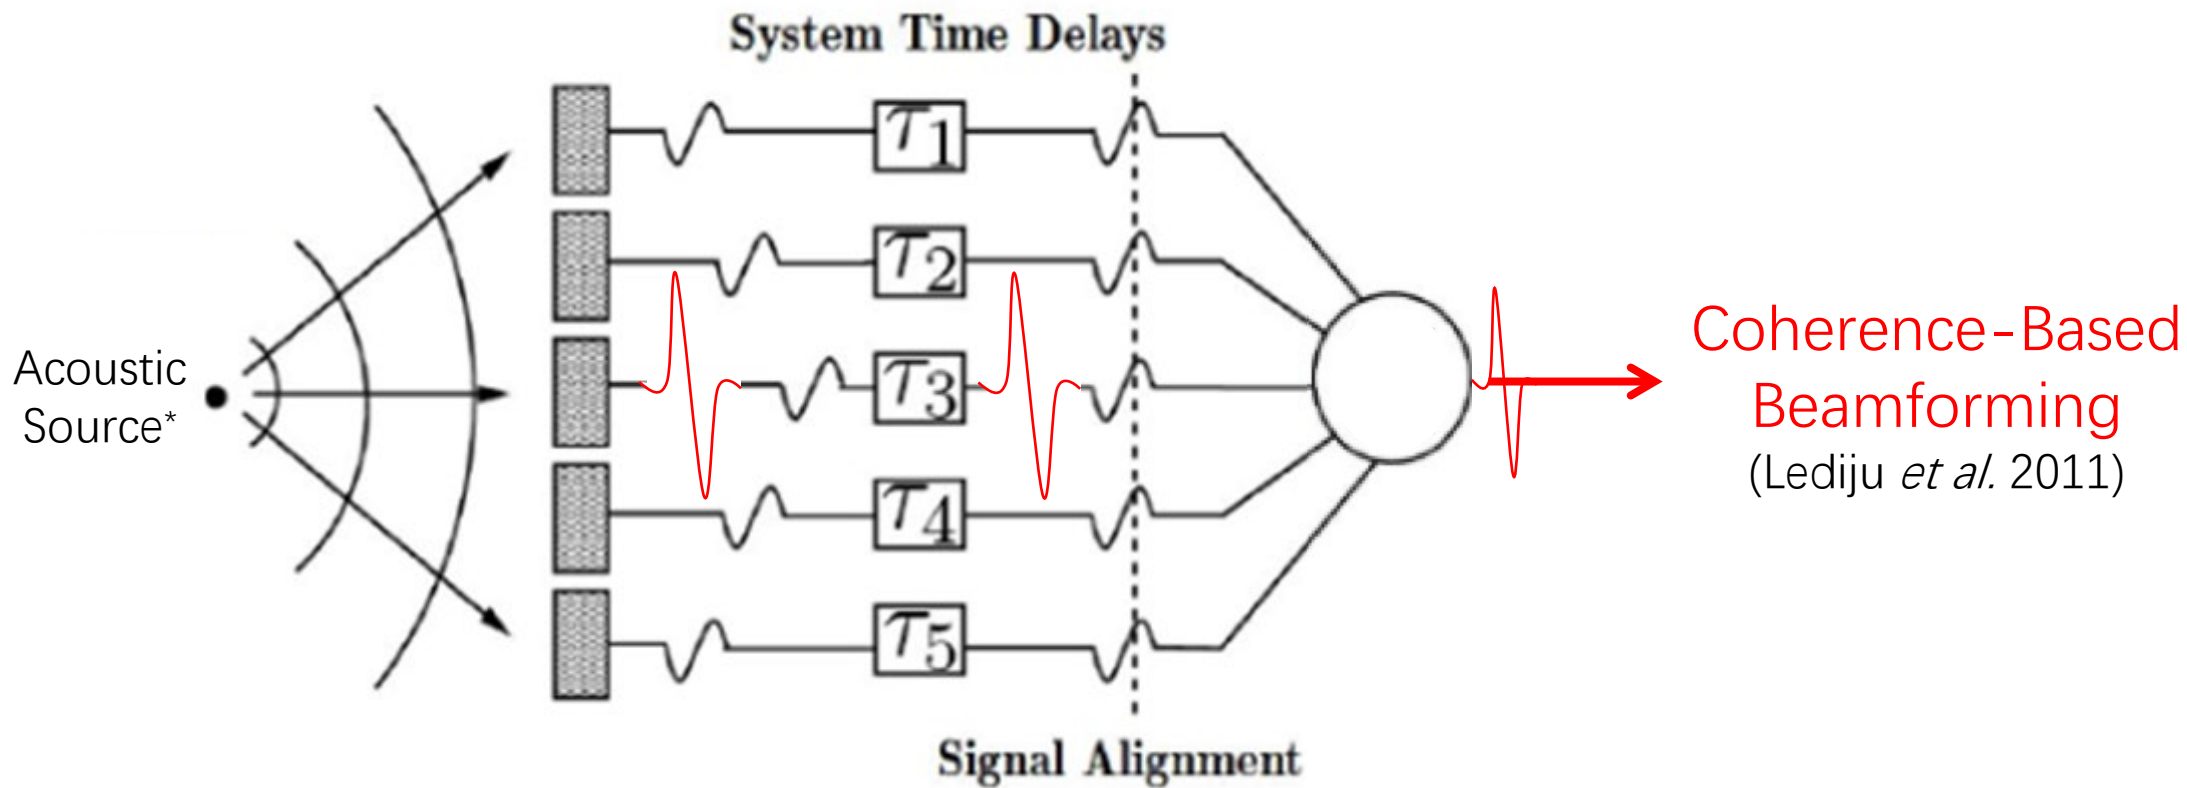 System Time Delays
τ1
τ2
τ3
τ4
τ5
Acoustic
Source*
Coherence-Based
Beamforming
(Lediju et al. 2011)
Signal Alignment